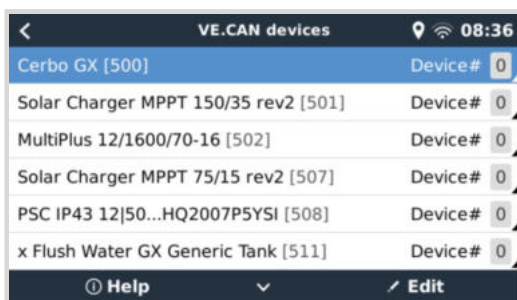 VE.CAN devices 08:36
Cerbo GX [500] Device# 0
Solar Charger MPPT 150/35 rev2 [501] Device# 0
MultiPlus 12/1600/70-16 [502] Device# 0
Solar Charger MPPT 75/15 rev2 [507] Device# 0
PSC IP43 12|50...HQ2007P5YSI [508] Device# 0
x Flush Water GX Generic Tank [511] Device# 0
Help Edit